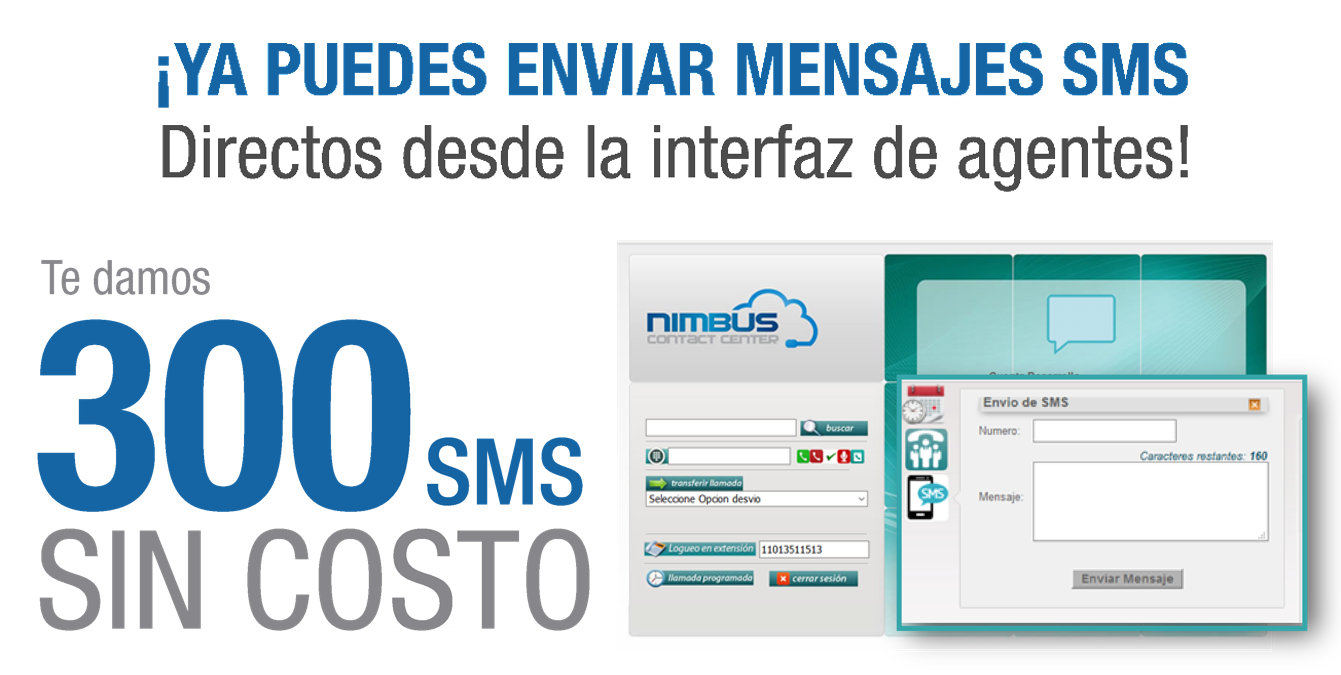 ¡YA PUEDES ENVIAR MENSAJES SMS
Directos desde la interfaz de agentes!
Te damos
300 SMS
SIN COSTO
NIMBUS
CONTACT CENTER
buscar
transferir llamada
Seleccione Opcion desvio
Logueo en extensión 11013511513
llamada programada cerrar sesión
Envio de SMS
Numero:
Caracteres restantes: 160
SMS
Mensaje:
Enviar Mensaje